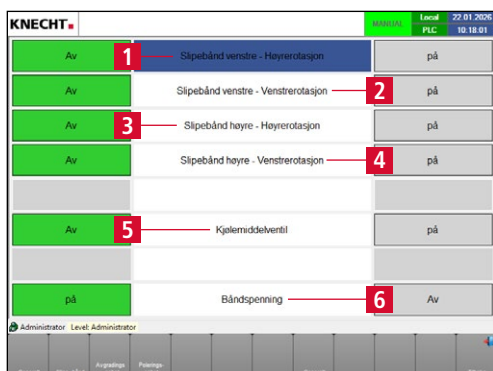 KNECHT
MANUAL
Local
PLC
22.01.2026
10.18.01
Av 1 Slipebånd venstre - Høyrerotasjon på
Av Slipebånd venstre - Venstrerotasjon 2 på
Av 3 Slipebånd høyre - Høyrerotasjon på
Av Slipebånd høyre - Venstrerotasjon 4 på
Av 5 Kjølemiddelventil på
på Båndspenning 6 Av
Administrator Level: Administrator
Avgradings- Polerings-